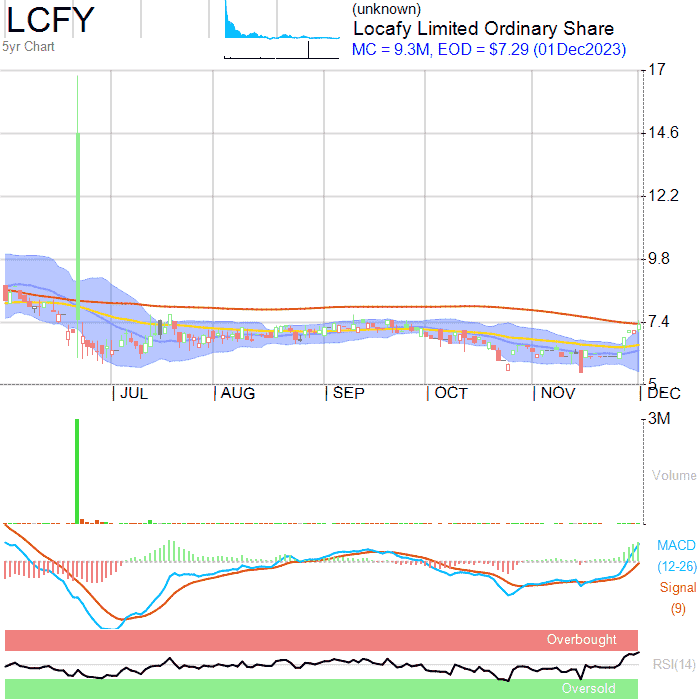 LCFY
5yr Chart
(unknown)
Locafy Limited Ordinary Share
MC = 9.3M, EOD = $7.29 (01Dec2023)
17
14.6
12.2
9.8
7.4
5
JUL AUG SEP OCT NOV DEC
3M
Volume
MACD
(12-26)
Signal
(9)
Overbought
RSI(14)
Oversold